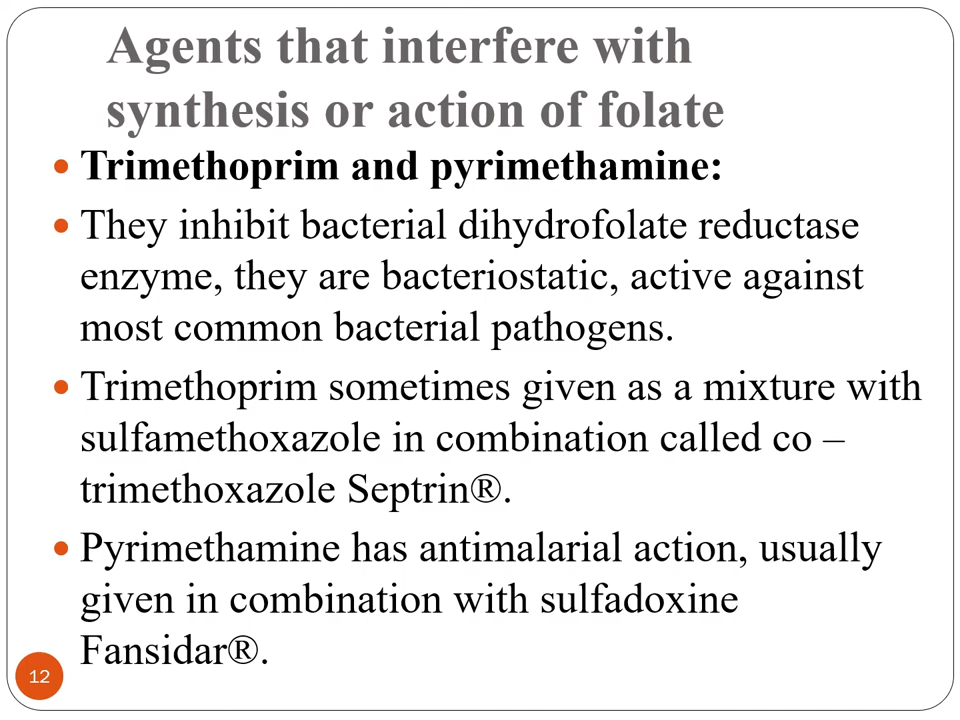 Agents that interfere with
synthesis or action of folate
• Trimethoprim and pyrimethamine:
• They inhibit bacterial dihydrofolate reductase
enzyme, they are bacteriostatic, active against
most common bacterial pathogens.
• Trimethoprim sometimes given as a mixture with
sulfamethoxazole in combination called co –
trimethoxazole Septrin®.
• Pyrimethamine has antimalarial action, usually
given in combination with sulfadoxine
Fansidar®.
12